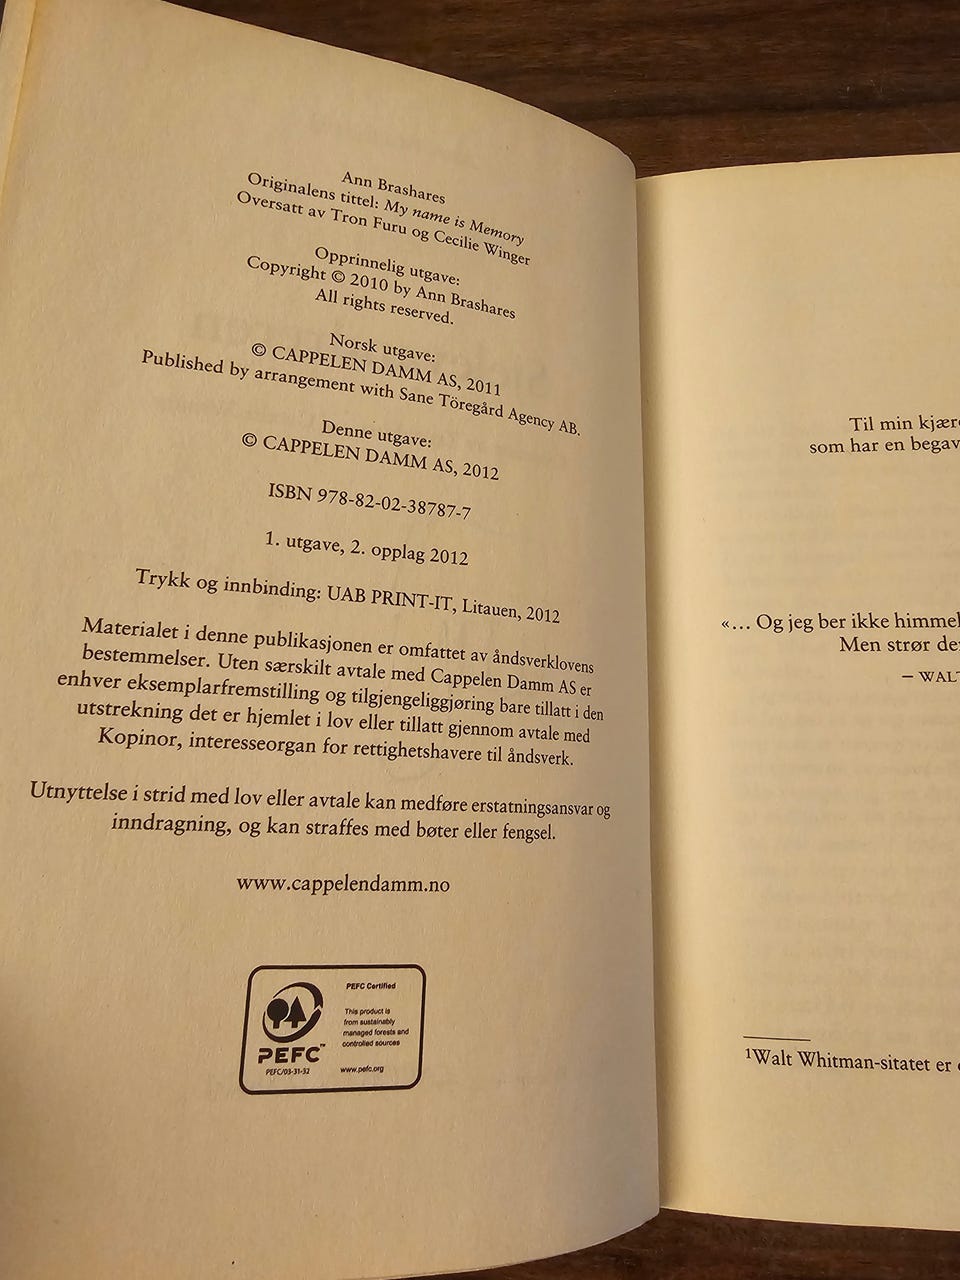 Ann Brashares
Originalens tittel: My name is Memory
Oversatt av Tron Furu og Cecilie Winger
Opprinnelig utgave:
Copyright © 2010 by Ann Brashares
All rights reserved.
Norsk utgave:
© CAPPELEN DAMM AS, 2011
Published by arrangement with Sane Töregård Agency AB.
Denne utgave:
© CAPPELEN DAMM AS, 2012
ISBN 978-82-02-38787-7
1. utgave, 2. opplag 2012
Trykk og innbinding: UAB PRINT-IT, Litauen, 2012
Materialet i denne publikasjonen er omfattet av åndsverklovens
bestemmelser. Uten særskilt avtale med Cappelen Damm AS er
enhver eksemplarfremstilling og tilgjengeliggjøring bare tillatt i den
utstrekning det er hjemlet i lov eller tillatt gjennom avtale med
Kopinor, interesseorgan for rettighetshavere til åndsverk.
Utnyttelse i strid med lov eller avtale kan medføre erstatningsansvar og
inndragning, og kan straffes med bøter eller fengsel.
www.cappelendamm.no
PEFC Certified
This product is
from sustainably
managed forests and
controlled sources
PEFC™
PEFC/03-31-32
www.pefc.org
Til min kjær
som har en begav
«… Og jeg ber ikke himmel
Men strør de
– WALT
¹Walt Whitman-sitatet er